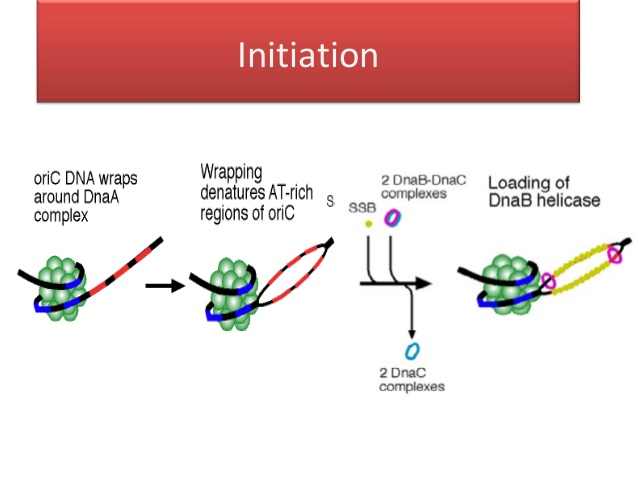 Initiation
oriC DNA wraps
around DnaA
complex
Wrapping
denatures AT-rich
regions of oriC
S
SSB
2 DnaB-DnaC
complexes
2 DnaC
complexes
Loading of
DnaB helicase